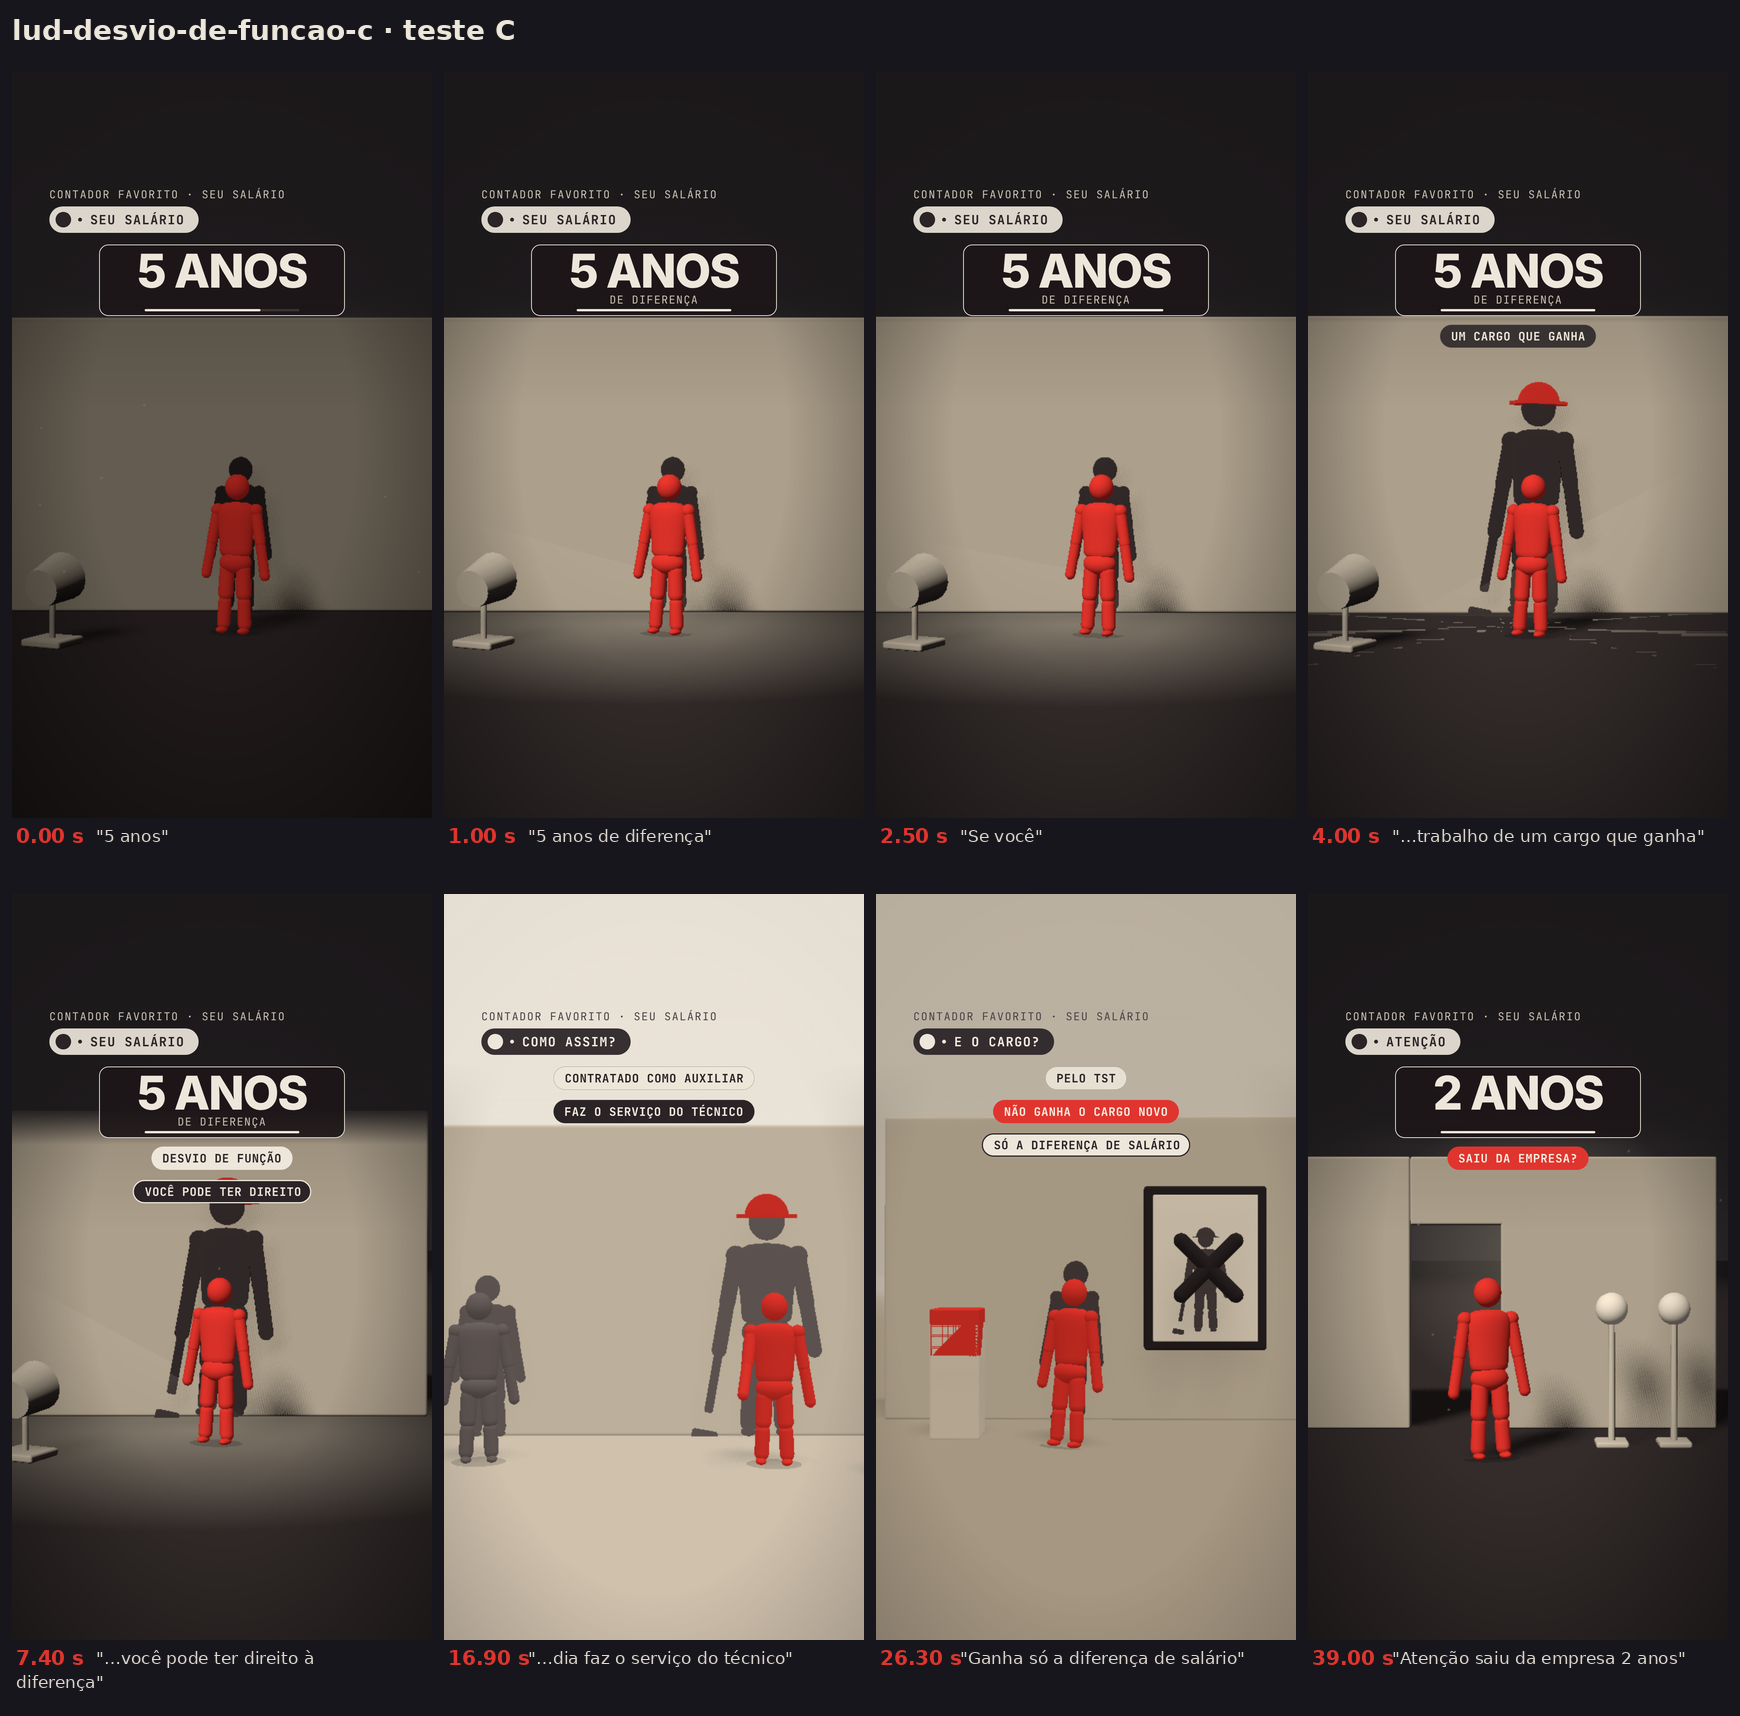 lud-desvio-de-funcao-c · teste C
CONTADOR FAVORITO · SEU SALÁRIO
• SEU SALÁRIO
5 ANOS
0.00 s "5 anos"
CONTADOR FAVORITO · SEU SALÁRIO
• SEU SALÁRIO
5 ANOS
DE DIFERENÇA
1.00 s "5 anos de diferença"
CONTADOR FAVORITO · SEU SALÁRIO
• SEU SALÁRIO
5 ANOS
DE DIFERENÇA
2.50 s "Se você"
CONTADOR FAVORITO · SEU SALÁRIO
• SEU SALÁRIO
5 ANOS
DE DIFERENÇA
UM CARGO QUE GANHA
4.00 s "...trabalho de um cargo que ganha"
CONTADOR FAVORITO · SEU SALÁRIO
• SEU SALÁRIO
5 ANOS
DE DIFERENÇA
DESVIO DE FUNÇÃO
VOCÊ PODE TER DIREITO
7.40 s "...você pode ter direito à
diferença"
CONTADOR FAVORITO · SEU SALÁRIO
• COMO ASSIM?
CONTRATADO COMO AUXILIAR
FAZ O SERVIÇO DO TÉCNICO
16.90 s "...dia faz o serviço do técnico"
CONTADOR FAVORITO · SEU SALÁRIO
• E O CARGO?
PELO TST
NÃO GANHA O CARGO NOVO
SÓ A DIFERENÇA DE SALÁRIO
26.30 s "Ganha só a diferença de salário"
CONTADOR FAVORITO · SEU SALÁRIO
• ATENÇÃO
2 ANOS
SAIU DA EMPRESA?
39.00 s "Atenção saiu da empresa 2 anos"